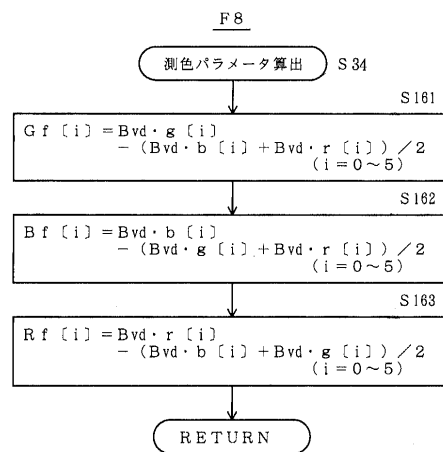 F8
測色パラメータ算出 S34
S161
Gf〔i〕=Bvd・g〔i〕
－(Bvd・b〔i〕+Bvd・r〔i〕)/2
(i=0~5)
S162
Bf〔i〕=Bvd・b〔i〕
－(Bvd・g〔i〕+Bvd・r〔i〕)/2
(i=0~5)
S163
Rf〔i〕=Bvd・r〔i〕
－(Bvd・b〔i〕+Bvd・g〔i〕)/2
(i=0~5)
RETURN